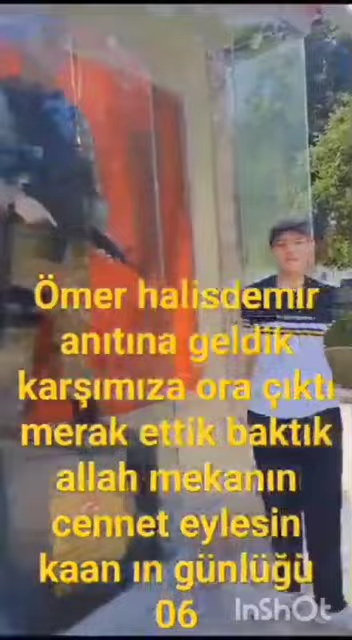 Ömer halisdemir
anıtına geldik
karşımıza ora çıktı
merak ettik baktık
allah mekanın
cennet eylesin
kaan ın günlüğü
06
InShOt